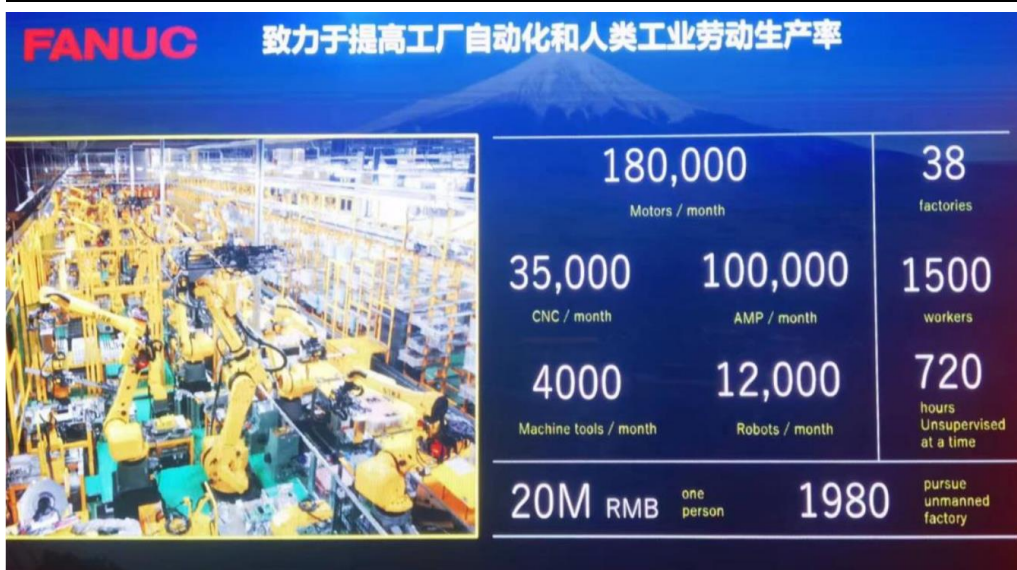 FANUC
致力于提高工厂自动化和人类工业劳动生产率
180,000
Motors / month
38
factories
35,000
CNC / month
100,000
AMP / month
1500
workers
4000
Machine tools / month
12,000
Robots / month
720
hours
Unsupervised
at a time
20M RMB
one
person
1980
pursue
unmanned
factory